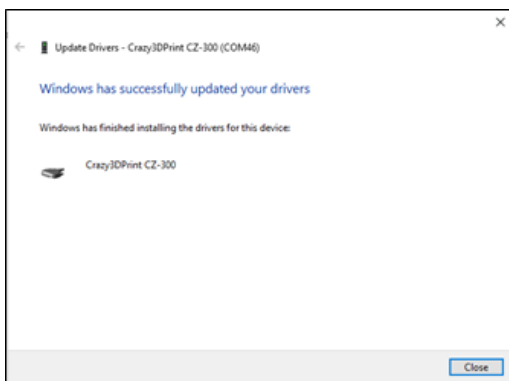 Update Drivers - Crazy3DPrint CZ-300 (COM46)
Windows has successfully updated your drivers
Windows has finished installing the drivers for this device:
Crazy3DPrint CZ-300
Close